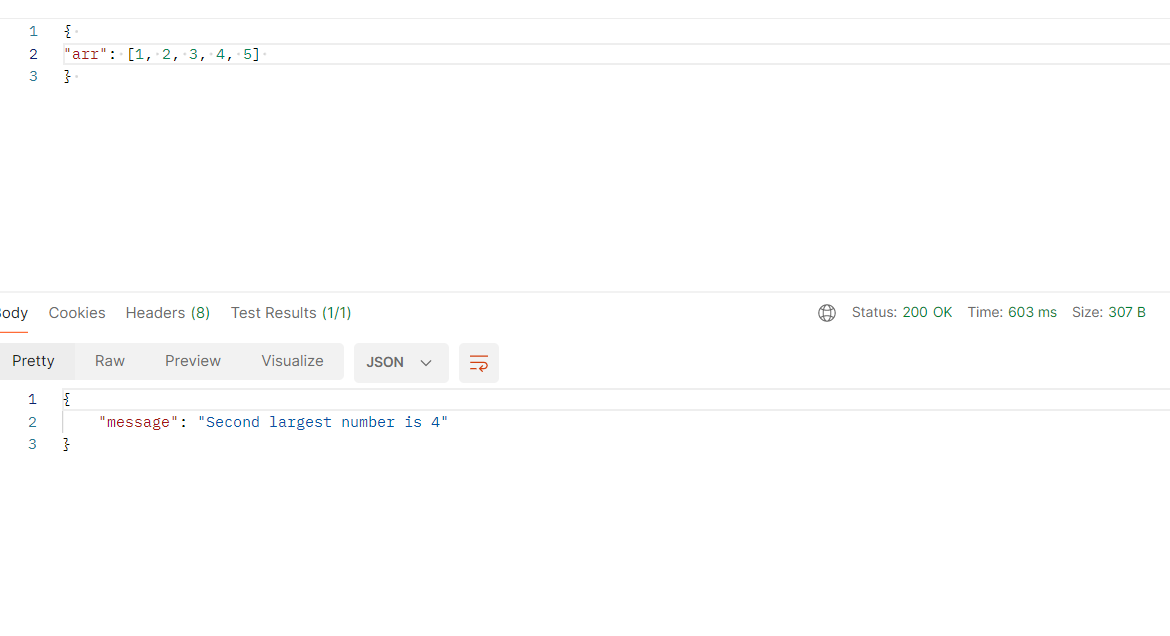 1 {
2 "arr": [1, 2, 3, 4, 5]
3 }
ody Cookies Headers (8) Test Results (1/1) Status: 200 OK Time: 603 ms Size: 307 B
Pretty Raw Preview Visualize JSON
1 {
2 "message": "Second largest number is 4"
3 }